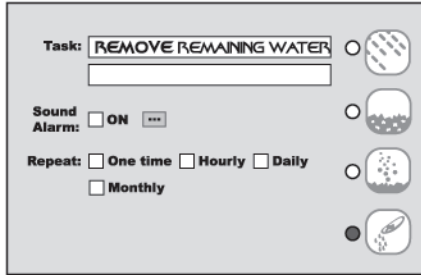 Task: REMOVE REMAINING WATER
Sound Alarm: ON ...
Repeat: One time Hourly Daily
Monthly